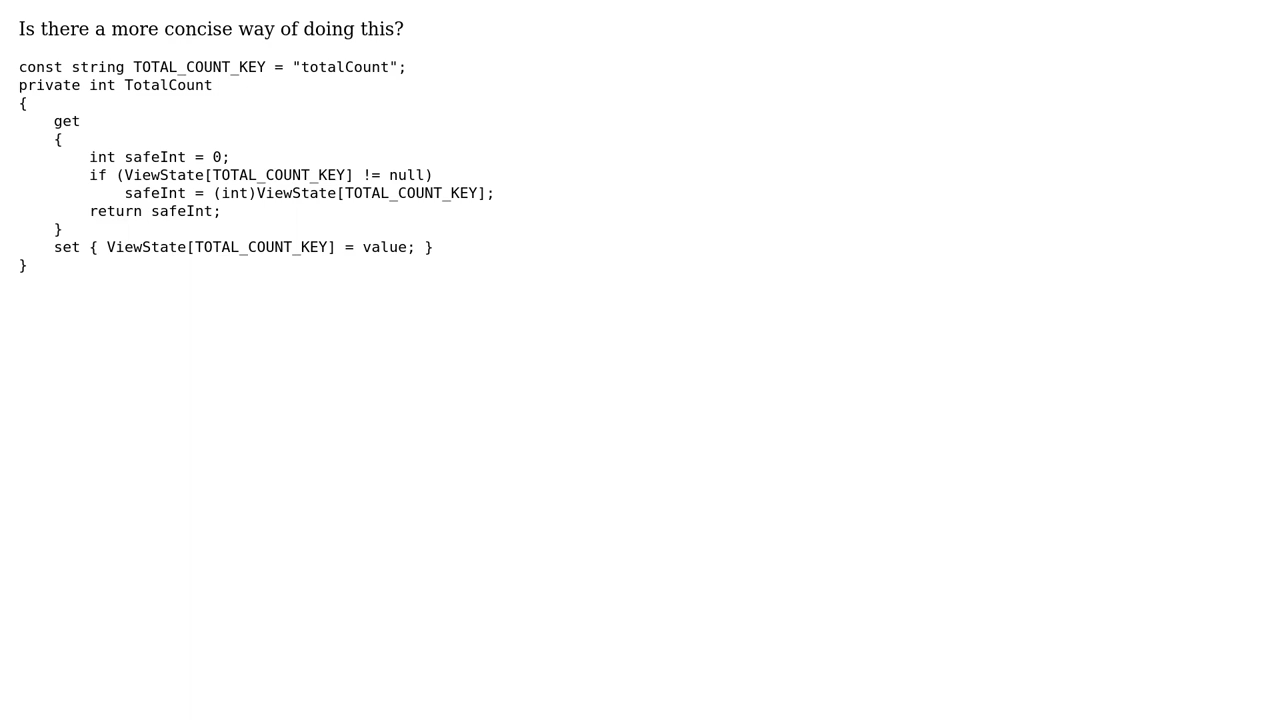 Is there a more concise way of doing this?
const string TOTAL_COUNT_KEY = "totalCount";
private int TotalCount
{
    get
    {
        int safeInt = 0;
        if (ViewState[TOTAL_COUNT_KEY] != null)
            safeInt = (int)ViewState[TOTAL_COUNT_KEY];
        return safeInt;
    }
    set { ViewState[TOTAL_COUNT_KEY] = value; }
}